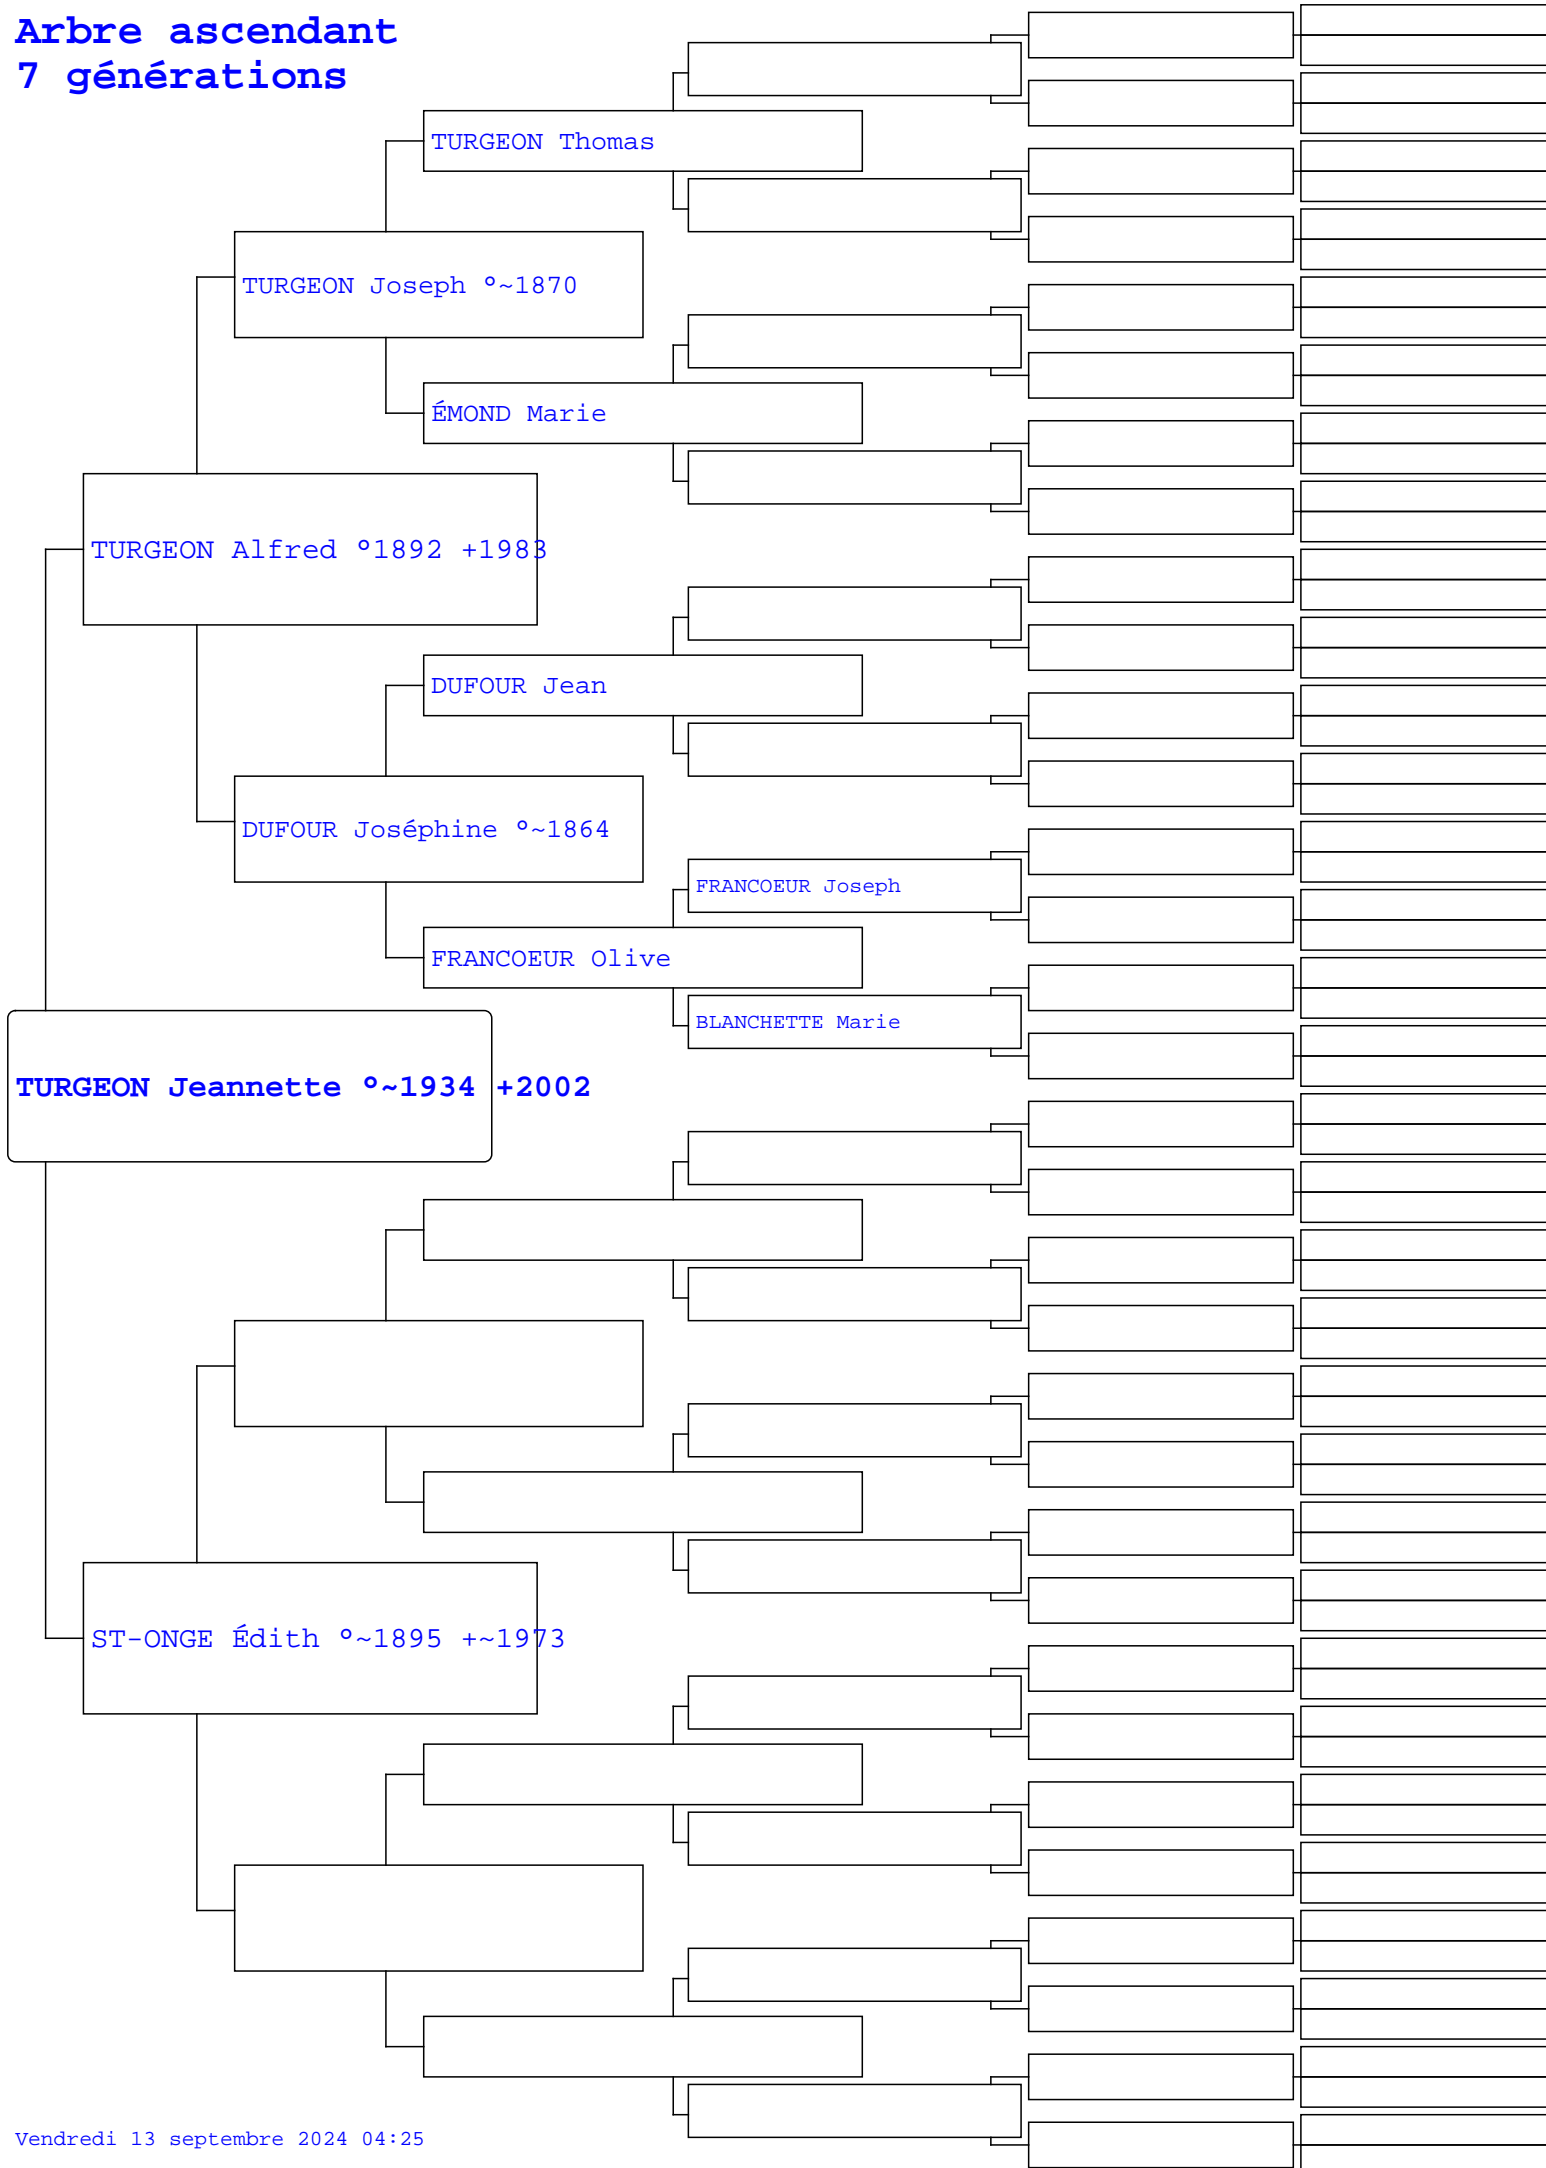 Arbre ascendant
7 générations
TURGEON Thomas
TURGEON Joseph °~1870
ÉMOND Marie
TURGEON Alfred °1892 +1983
DUFOUR Jean
DUFOUR Joséphine °~1864
FRANCOEUR Joseph
FRANCOEUR Olive
BLANCHETTE Marie
TURGEON Jeannette °~1934 +2002
ST-ONGE Édith °~1895 +~1973
Vendredi 13 septembre 2024 04:25